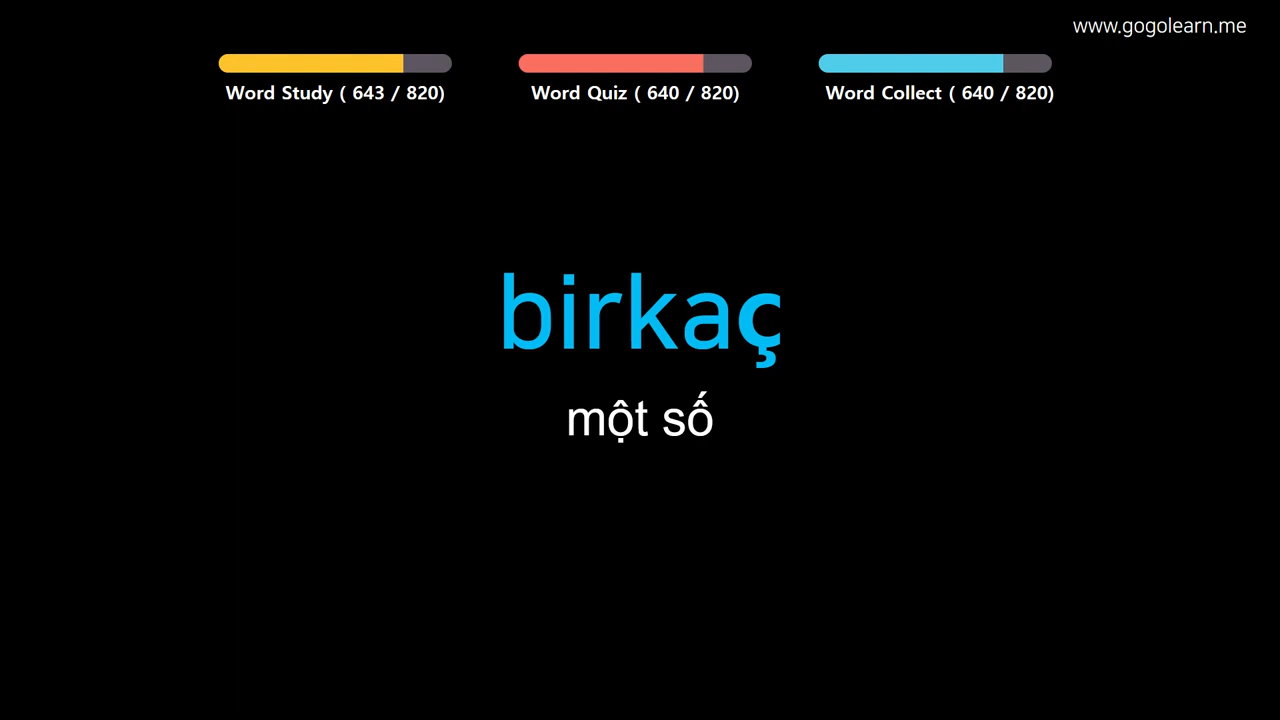 www.gogolearn.me
Word Study ( 643 / 820)
Word Quiz ( 640 / 820)
Word Collect ( 640 / 820)
birkaç
một số